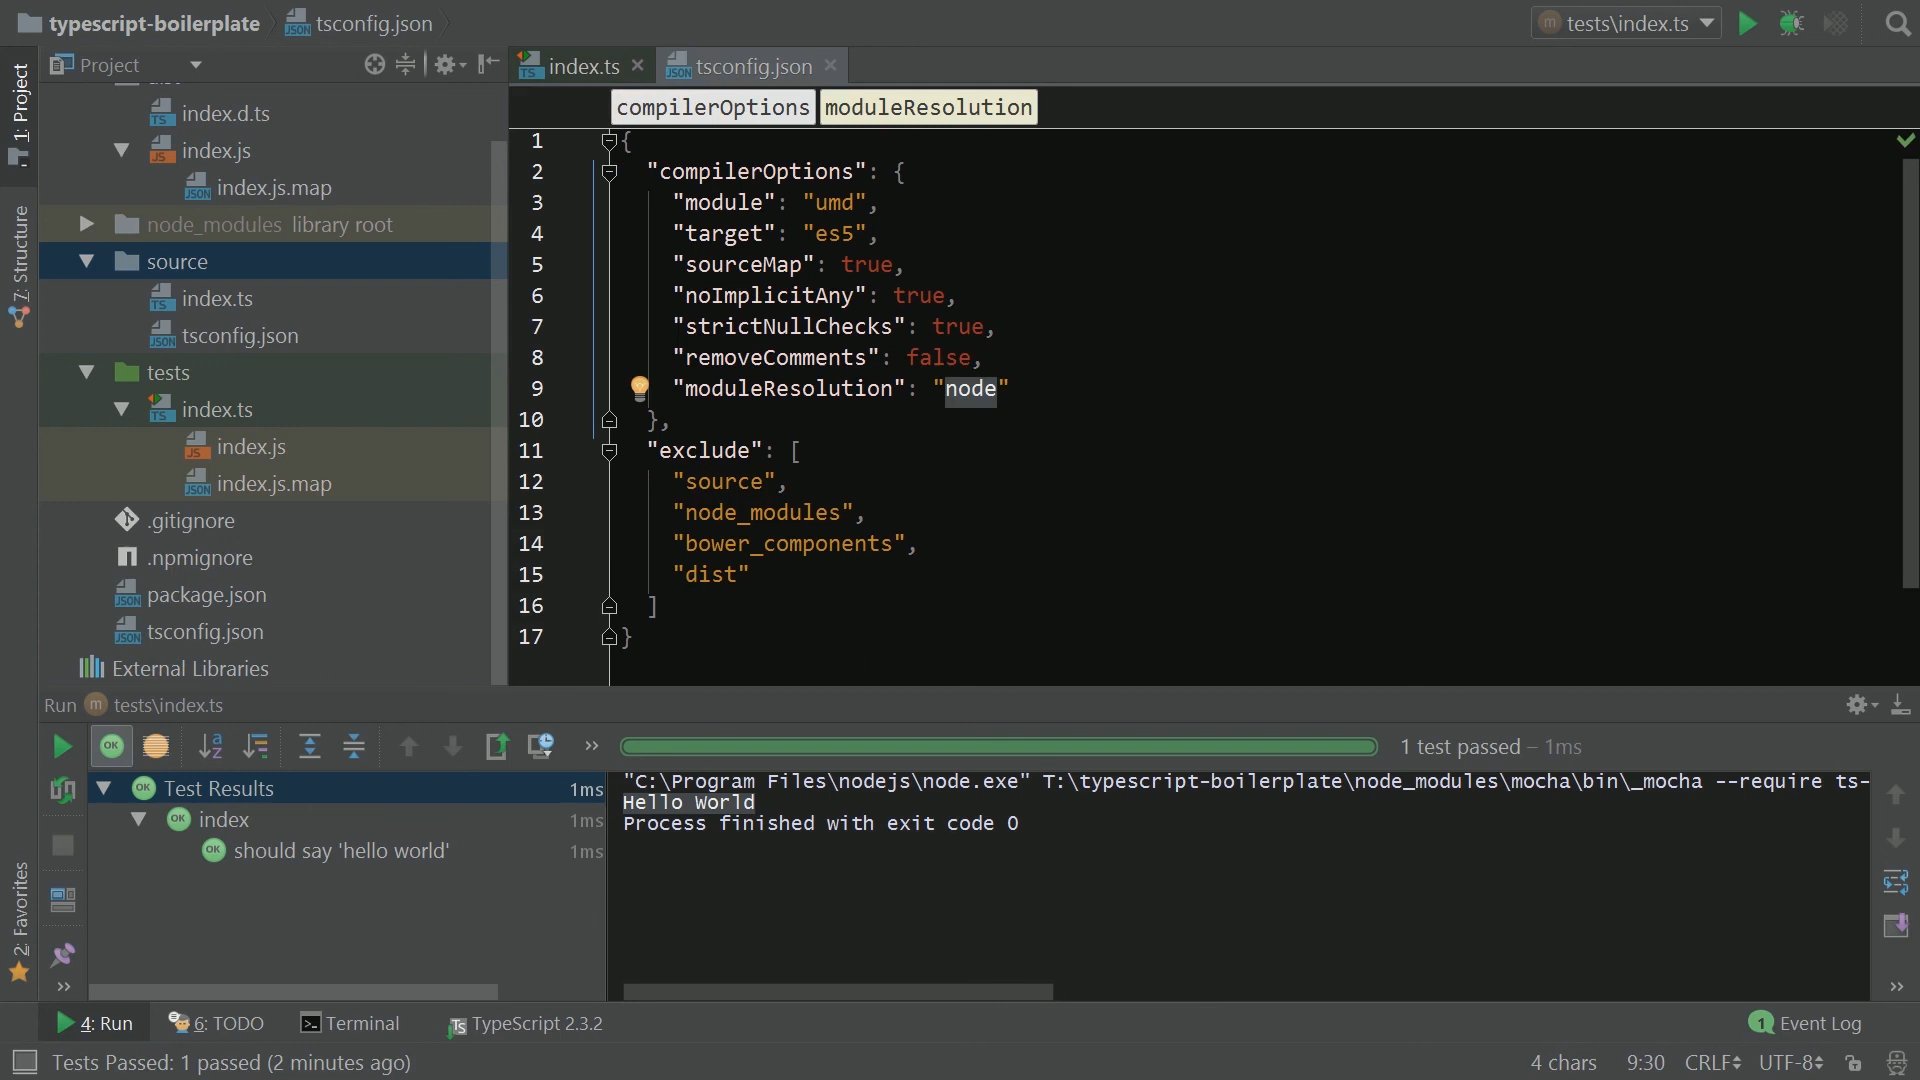 typescript-boilerplate tsconfig.json tests\index.ts
1: Project
7: Structure
2: Favorites
Project
index.d.ts
index.js
index.js.map
node_modules library root
source
index.ts
tsconfig.json
tests
index.ts
index.js
index.js.map
.gitignore
.npmignore
package.json
tsconfig.json
External Libraries
index.ts tsconfig.json
compilerOptions moduleResolution
1 {
2 "compilerOptions": {
3 "module": "umd",
4 "target": "es5",
5 "sourceMap": true,
6 "noImplicitAny": true,
7 "strictNullChecks": true,
8 "removeComments": false,
9 "moduleResolution": "node"
10 },
11 "exclude": [
12 "source",
13 "node_modules",
14 "bower_components",
15 "dist"
16 ]
17 }
Run tests\index.ts
1 test passed – 1ms
Test Results 1ms
index 1ms
should say 'hello world' 1ms
"C:\Program Files\nodejs\node.exe" T:\typescript-boilerplate\node_modules\mocha\bin\_mocha --require ts-
Hello World
Process finished with exit code 0
4: Run 6: TODO Terminal TypeScript 2.3.2 1 Event Log
Tests Passed: 1 passed (2 minutes ago) 4 chars 9:30 CRLF UTF-8